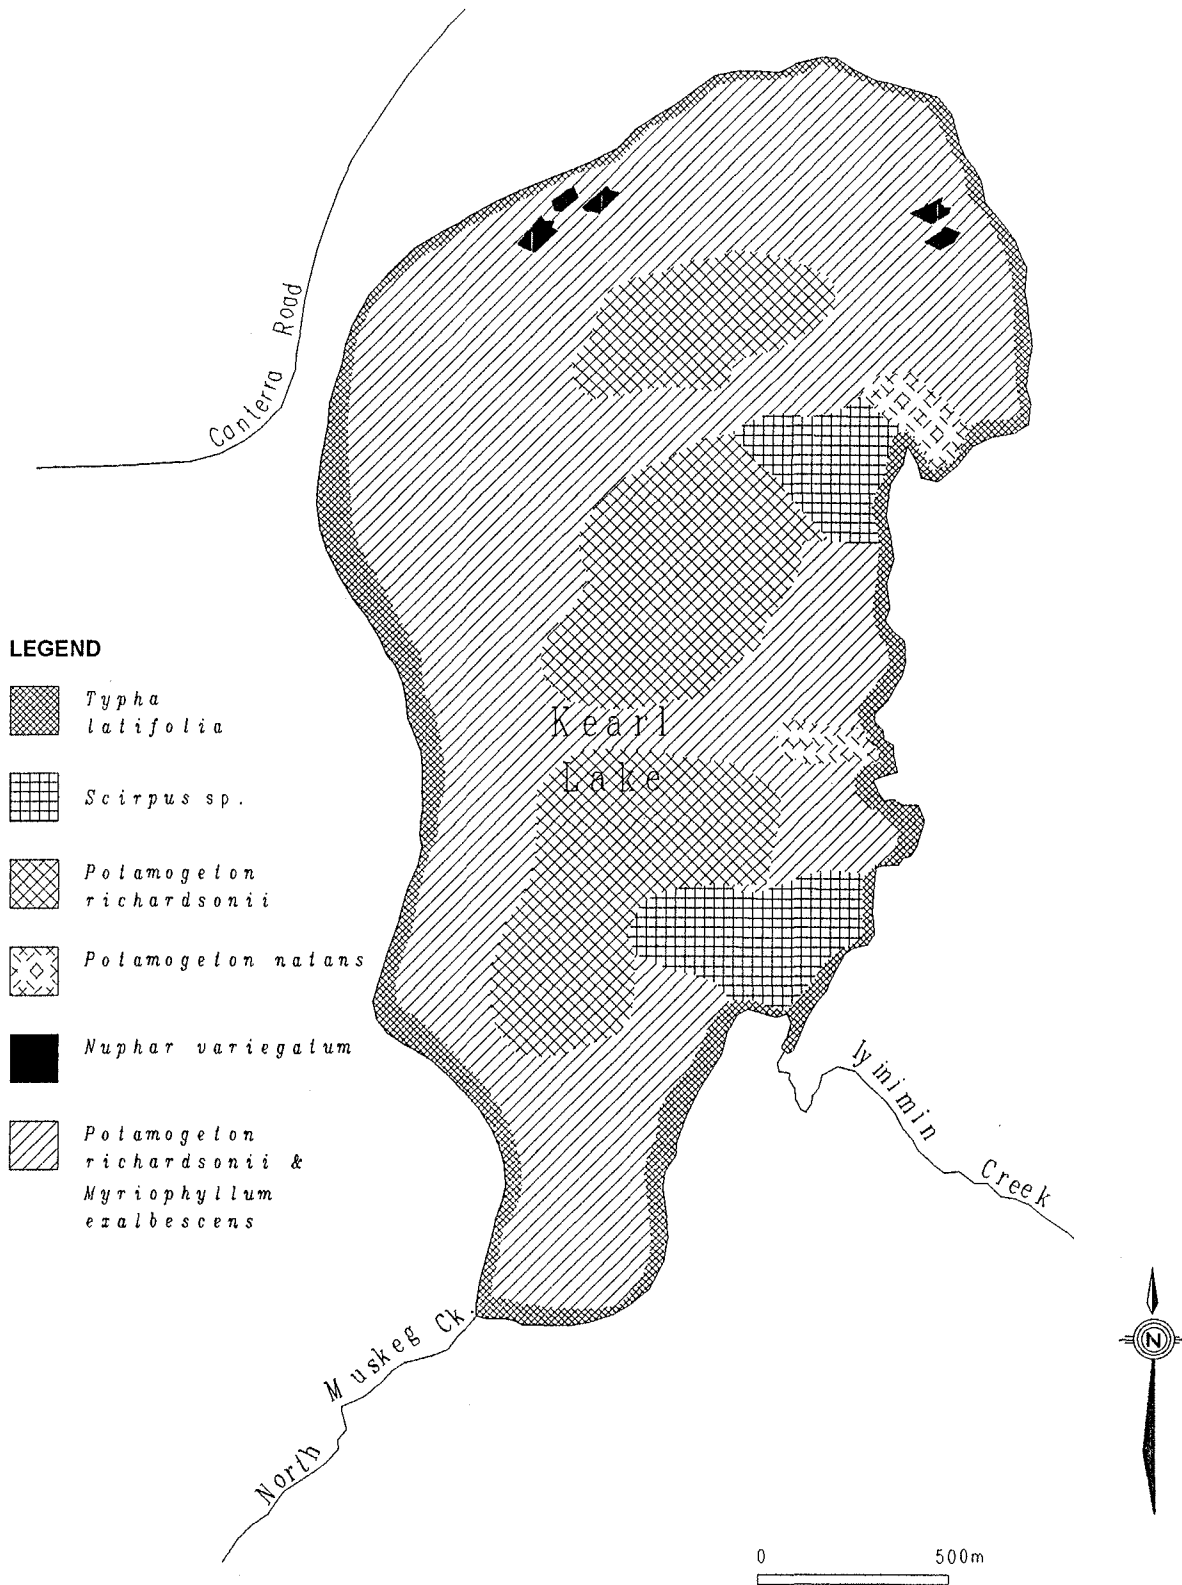 Canterra Road
LEGEND
Typha
latifolia
Scirpus sp.
Potamogeton
richardsonii
Potamogeton natans
Nuphar variegatum
Potamogeton
richardsonii &
Myriophyllum
exalbescens
Kearl
Lake
Iyinimin Creek
North Muskeg Ck.
N
0 500m